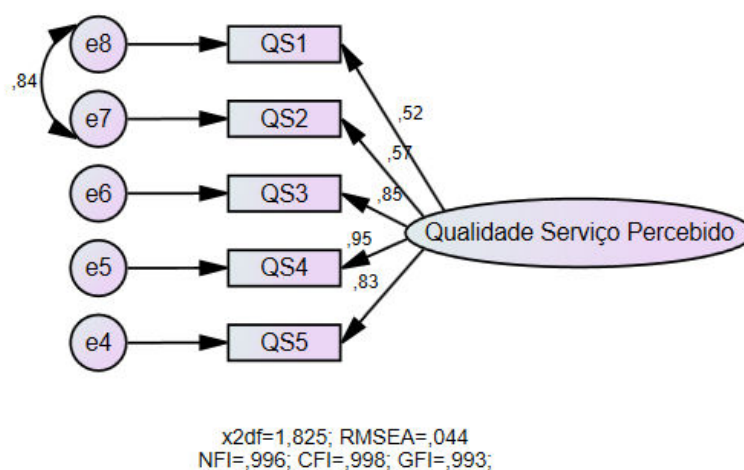 e8
QS1
,84
,52
e7
QS2
,57
e6
QS3
,85
Qualidade Serviço Percebido
,95
e5
QS4
,83
e4
QS5
x2df=1,825; RMSEA=,044
NFI=,996; CFI=,998; GFI=,993;